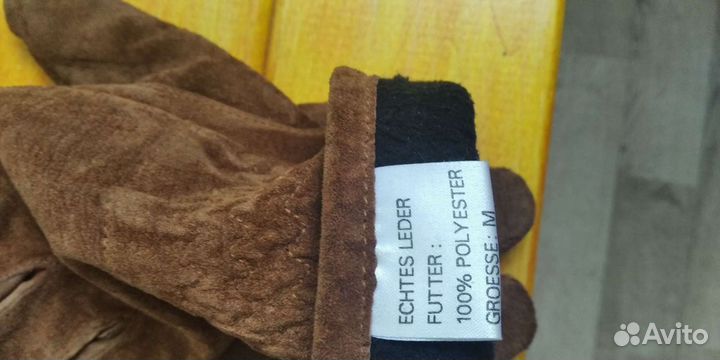 ECHTES LEDER
FUTTER :
100% POLYESTER
GROESSE: M
Avito